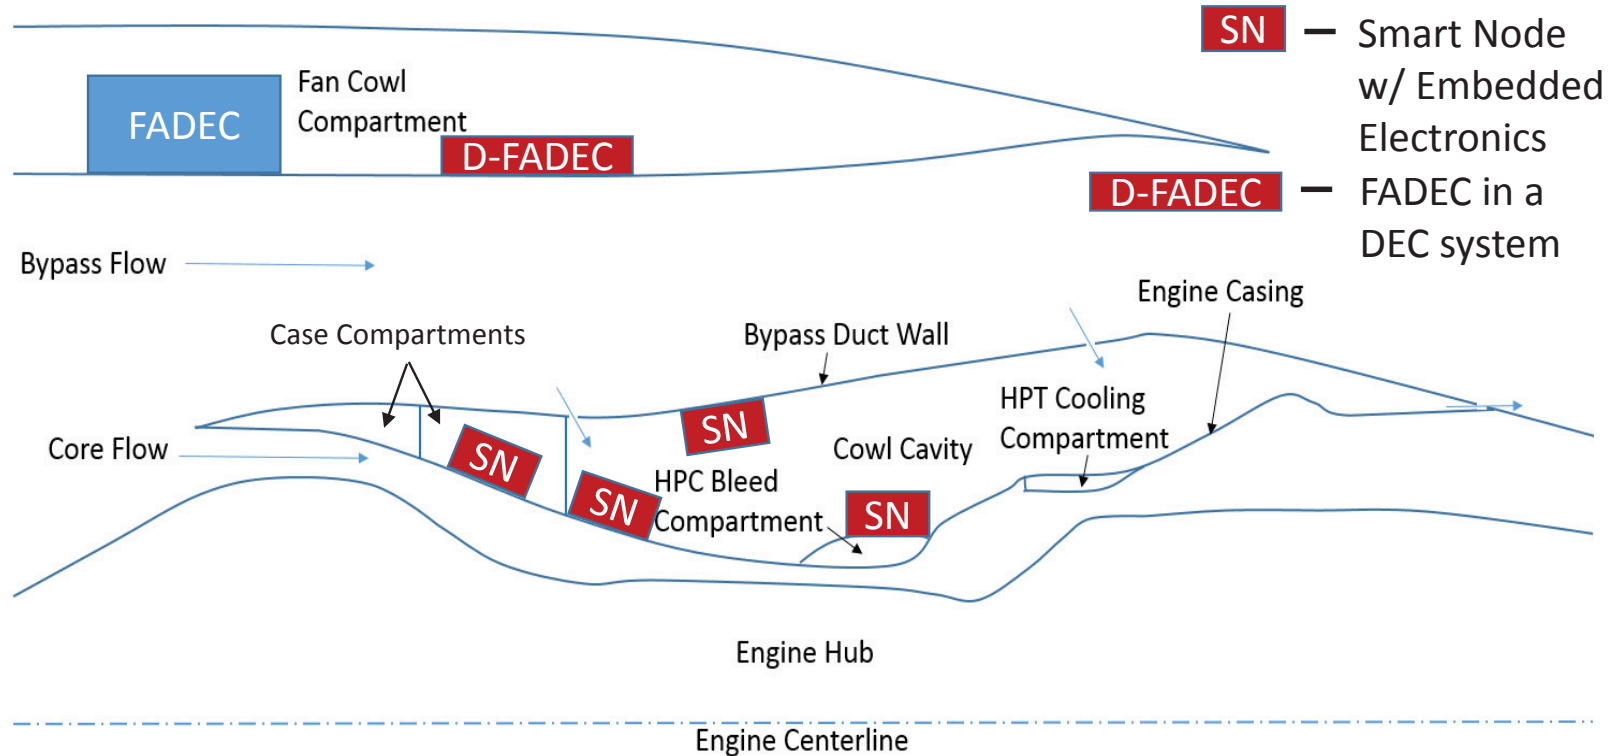 SN
Smart Node
w/ Embedded
Electronics
D-FADEC
FADEC in a
DEC system
FADEC
Fan Cowl
Compartment
D-FADEC
Bypass Flow
Engine Casing
Case Compartments
Bypass Duct Wall
HPT Cooling
Compartment
SN
Core Flow
Cowl Cavity
SN
SN
HPC Bleed
Compartment
SN
Engine Hub
Engine Centerline